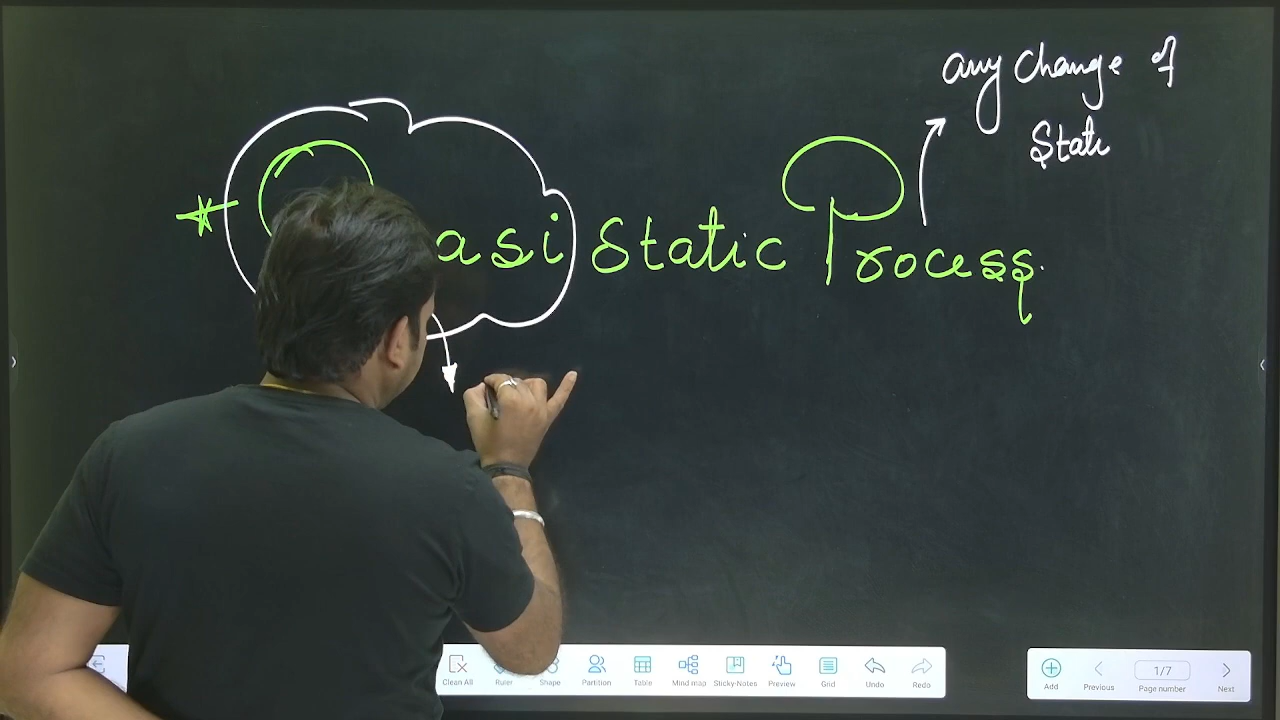 any change of
State
asi Static Process
Clean All Ruler Shape Partition Table Mind map Sticky-Notes Preview Grid Undo Redo
Add Previous 1/7 Page number Next